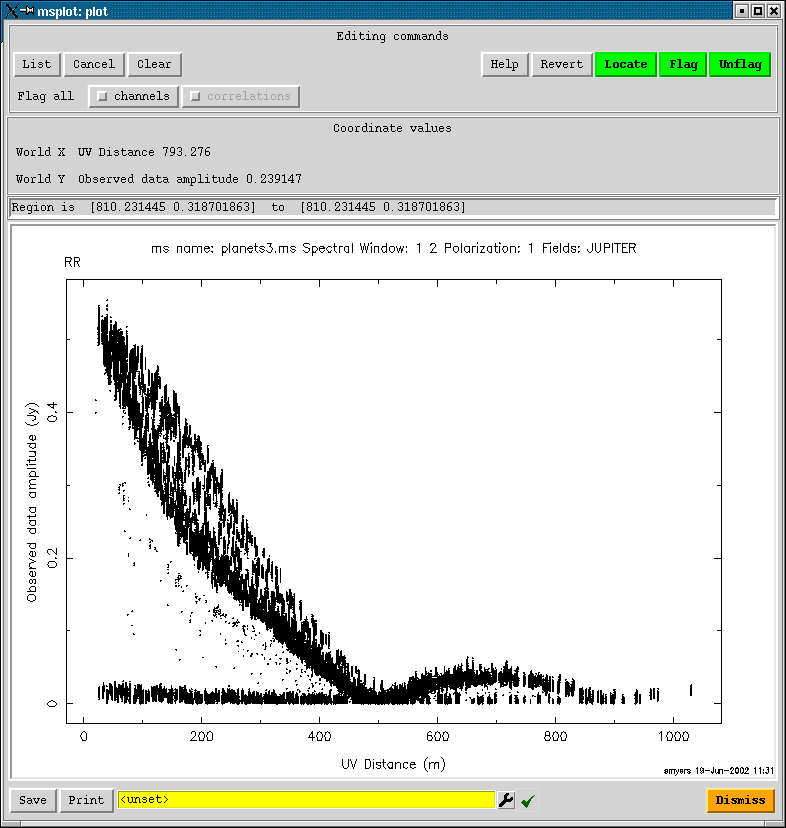 msplot: plot
Editing commands
List Cancel Clear Help Revert Locate Flag Unflag
Flag all channels correlations
Coordinate values
World X UV Distance 793.276
World Y Observed data amplitude 0.239147
Region is [810.231445 0.318701863] to [810.231445 0.318701863]
ms name: planets3.ms Spectral Window: 1 2 Polarization: 1 Fields: JUPITER
RR
Observed data amplitude (Jy)
0.4
0.2
0
0 200 400 600 800 1000
UV Distance (m)
smyers 19-Jun-2002 11:31
Save Print <unset> Dismiss